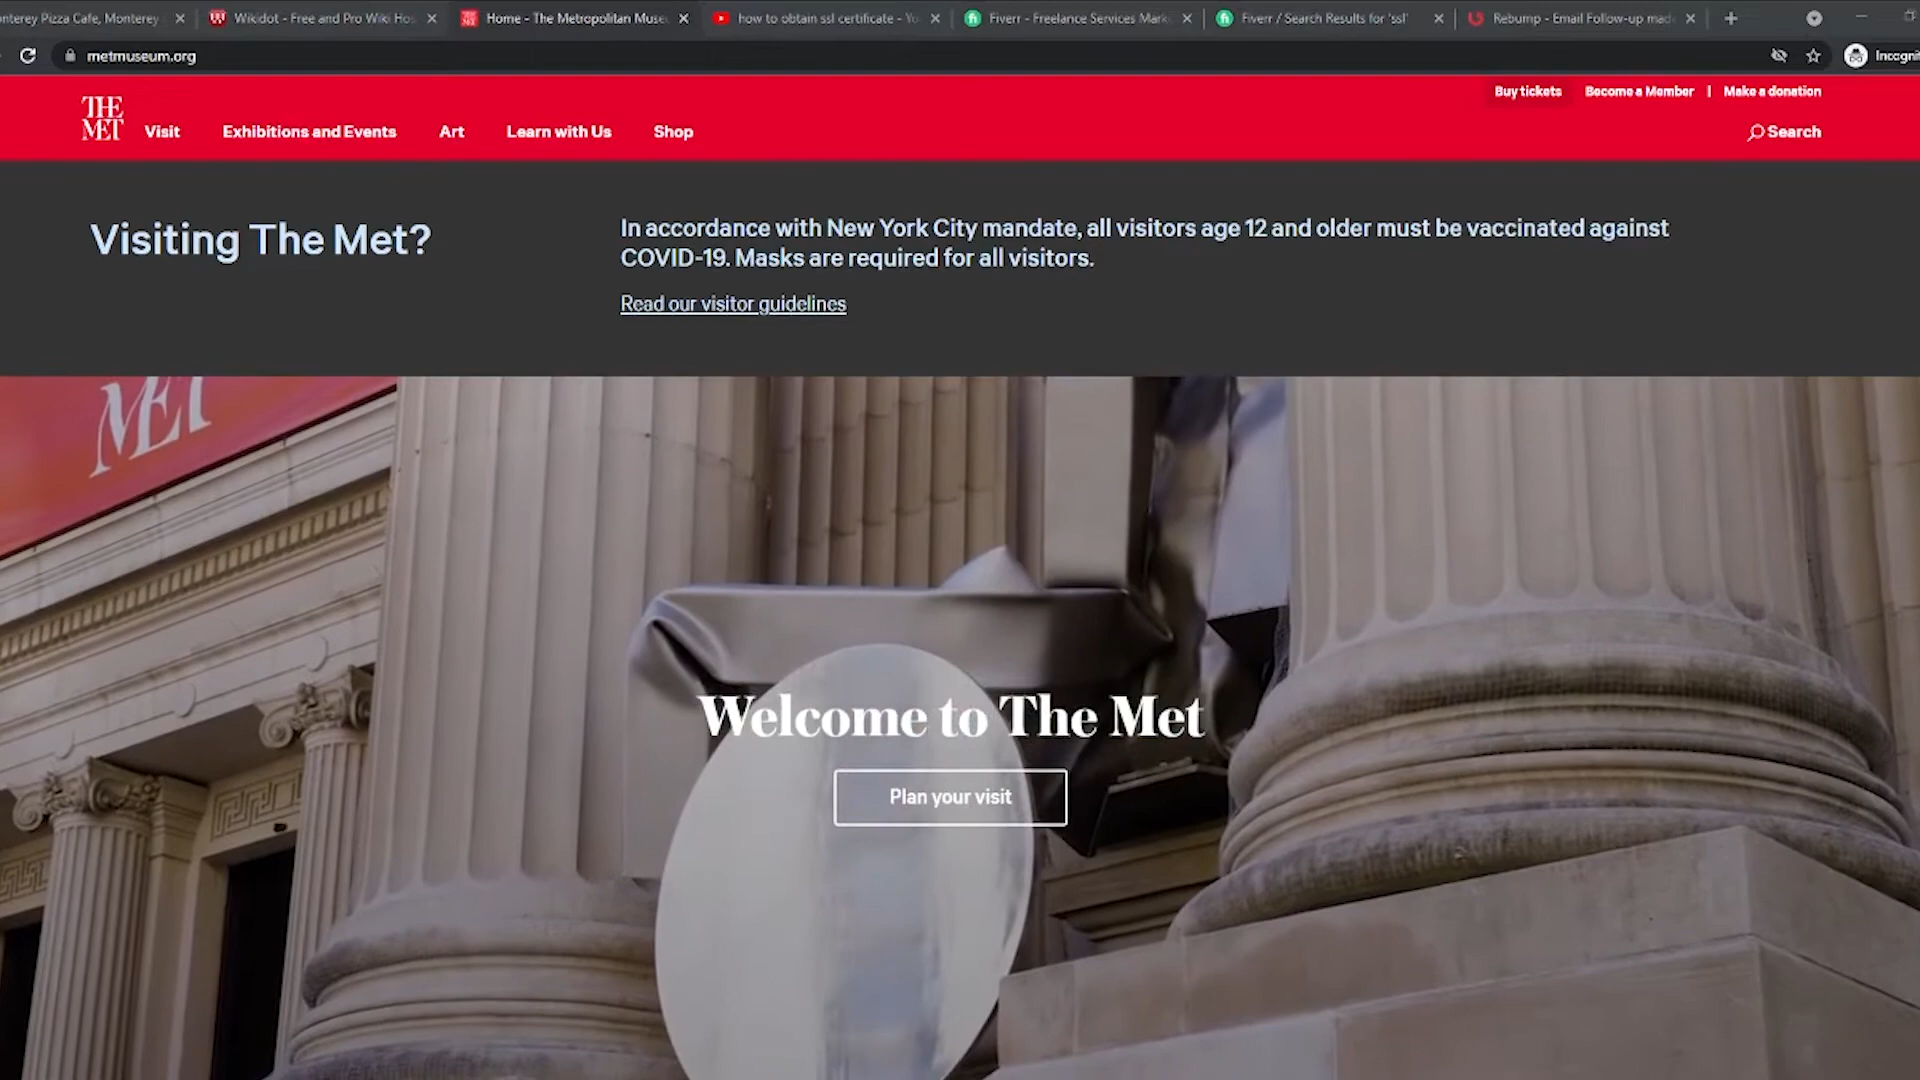 nterey Pizza Cafe, Monterey
Wikidot - Free and Pro Wiki Hos
Home - The Metropolitan Muse
how to obtain ssl certificate - Yo
Fiverr - Freelance Services Mark
Fiverr / Search Results for 'ssl'
Rebump - Email Follow-up mad
metmuseum.org
Incognit
Buy tickets
Become a Member
|
Make a donation
THE
MET
Visit
Exhibitions and Events
Art
Learn with Us
Shop
Search
Visiting The Met?
In accordance with New York City mandate, all visitors age 12 and older must be vaccinated against
COVID-19. Masks are required for all visitors.
Read our visitor guidelines
MET
Welcome to The Met
Plan your visit